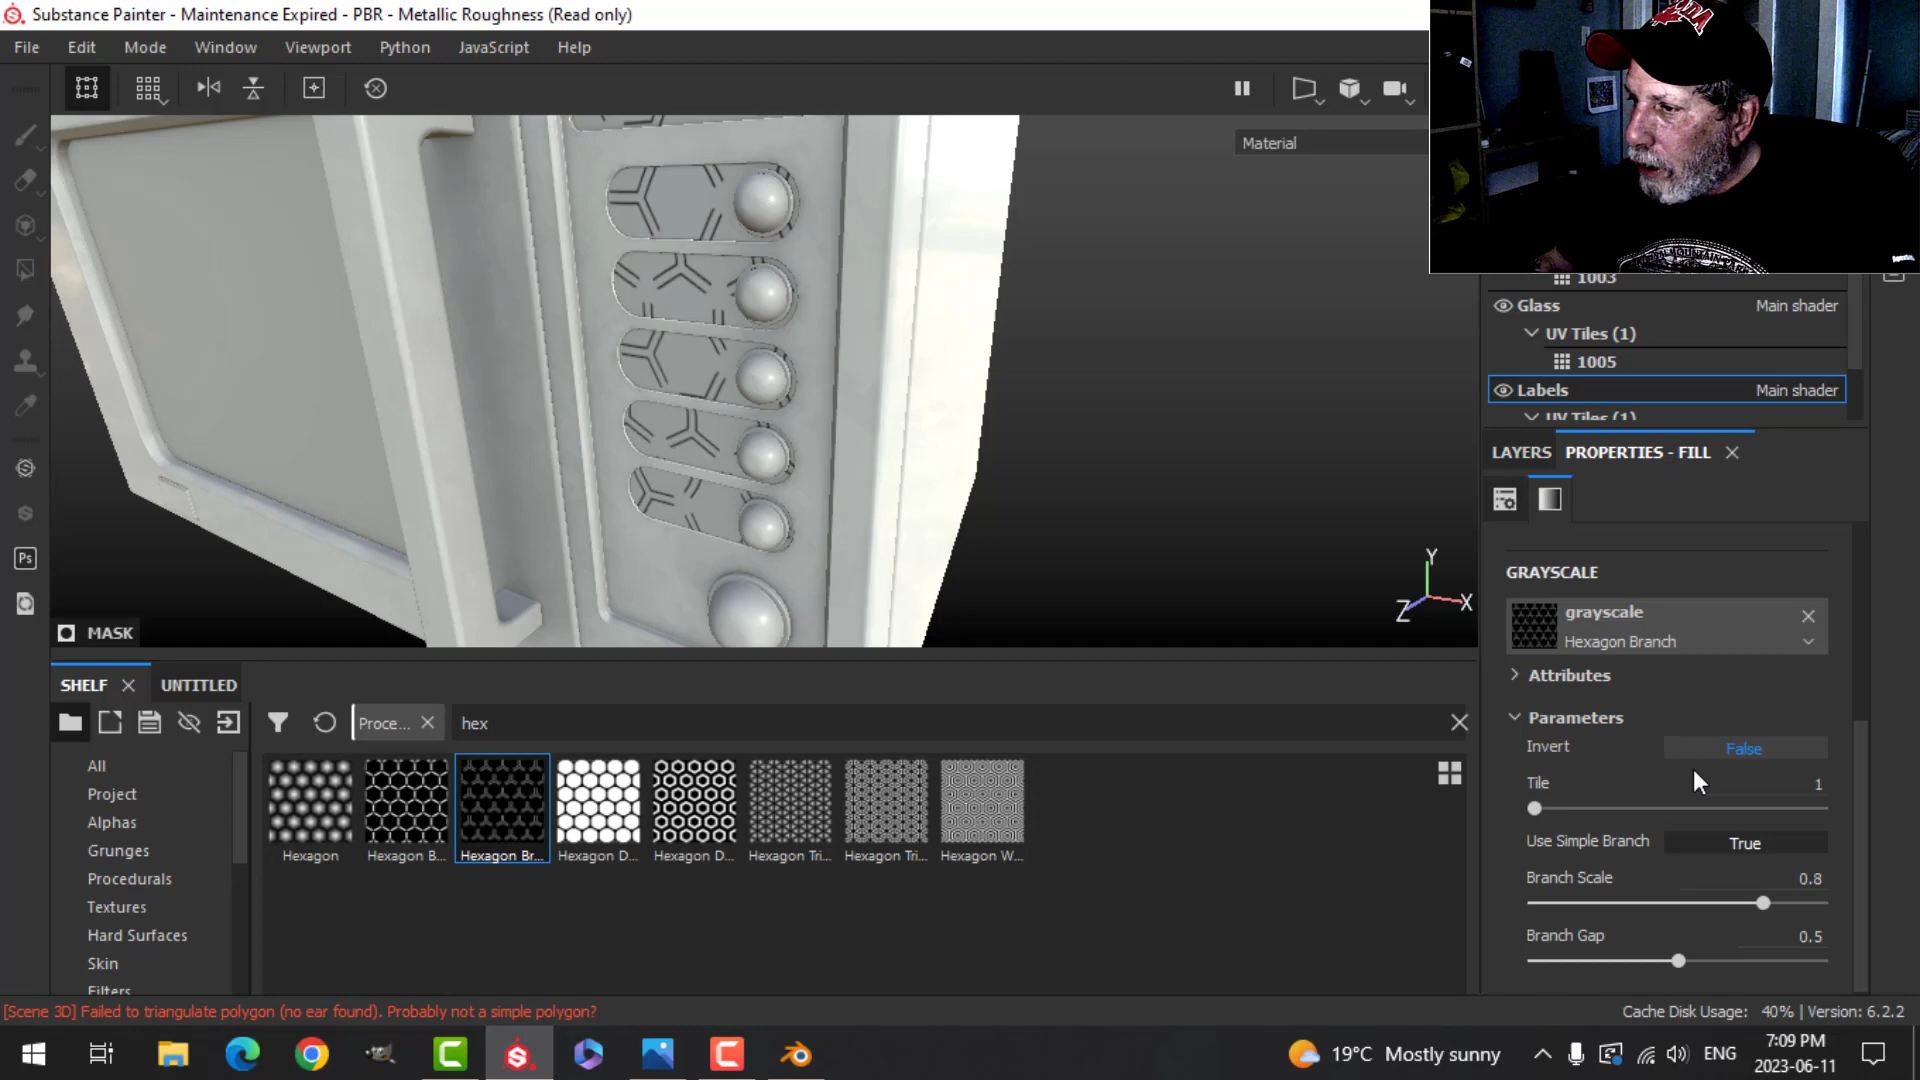 Substance Painter - Maintenance Expired - PBR - Metallic Roughness (Read only)
File Edit Mode Window Viewport Python JavaScript Help
Material
1003
Glass Main shader
UV Tiles (1)
1005
Labels Main shader
UV Tiles (1)
LAYERS PROPERTIES - FILL
Y
Z X
MASK
GRAYSCALE
grayscale
Hexagon Branch
Attributes
Parameters
Invert False
Tile 1
Use Simple Branch True
Branch Scale 0.8
Branch Gap 0.5
SHELF UNTITLED
Proce... hex
All
Project
Alphas
Grunges
Procedurals
Textures
Hard Surfaces
Skin
Filters
Hexagon Hexagon B... Hexagon Br... Hexagon D... Hexagon D... Hexagon Tri... Hexagon Tri... Hexagon W...
Ps
[Scene 3D] Failed to triangulate polygon (no ear found). Probably not a simple polygon?
Cache Disk Usage: 40% | Version: 6.2.2
19°C Mostly sunny
ENG
7:09 PM
2023-06-11